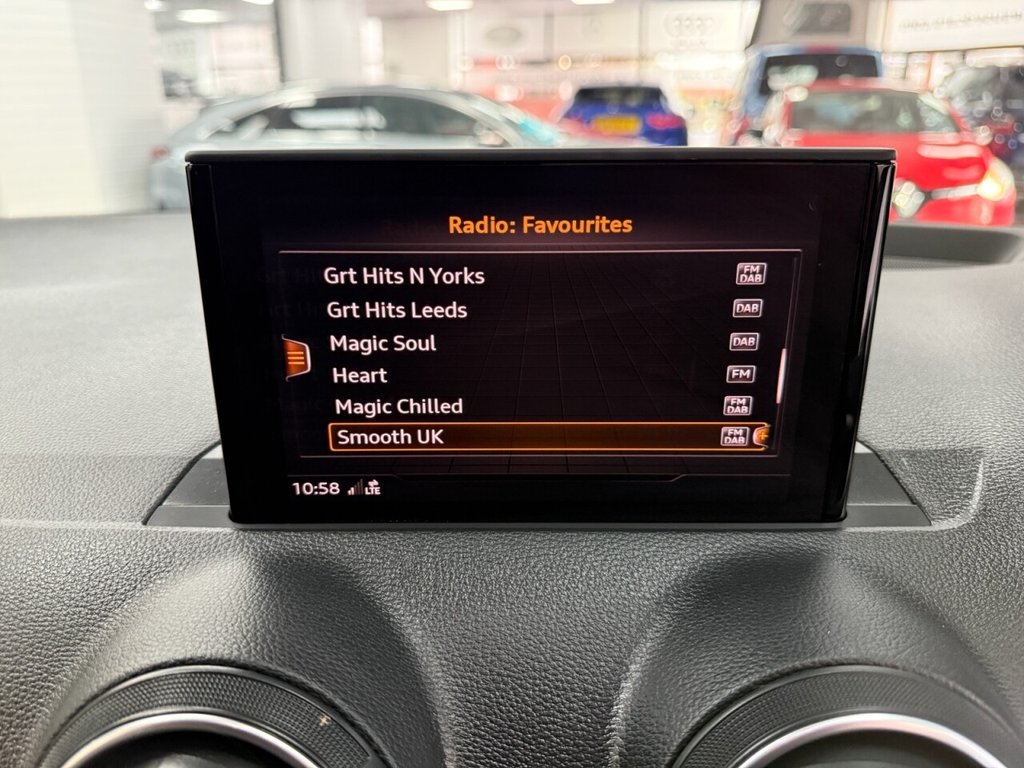 Radio: Favourites
Grt Hits N Yorks FM DAB
Grt Hits Leeds DAB
Magic Soul DAB
Heart FM
Magic Chilled FM DAB
Smooth UK FM DAB
10:58 LTE